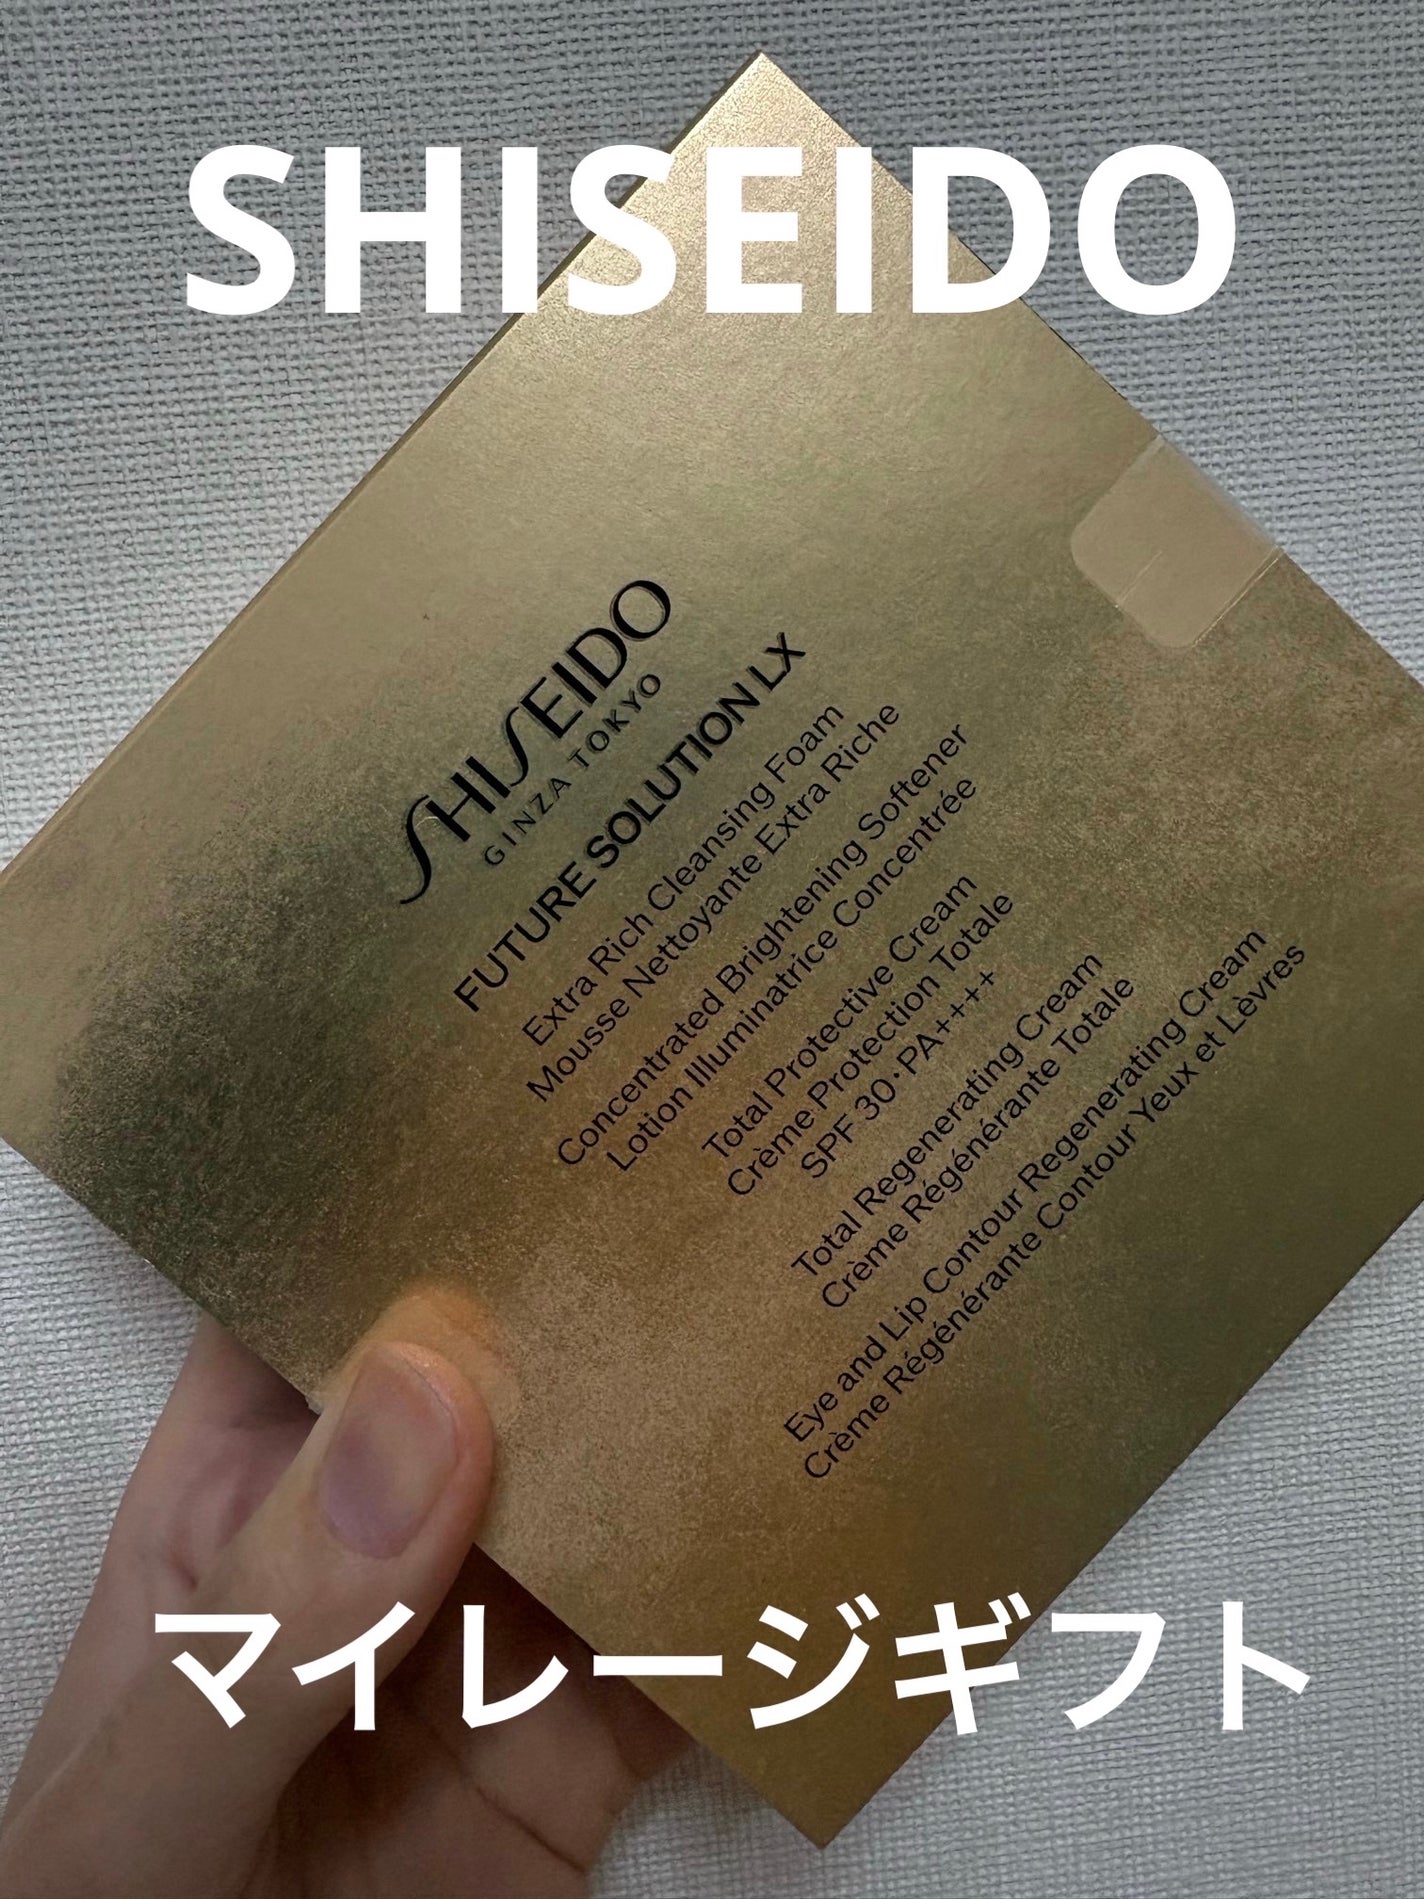 SHISEIDO
SHISEIDO
GINZA TOKYO
FUTURE SOLUTION LX
Extra Rich Cleansing Foam
Mousse Nettoyante Extra Riche
Concentrated Brightening Softener
Lotion Illuminatrice Concentrée
Total Protective Cream
Crème Protection Totale
SPF 30・PA++++
Total Regenerating Cream
Crème Régénérante Totale
Eye and Lip Contour Regenerating Cream
Crème Régénérante Contour Yeux et Lèvres
マイレージギフト